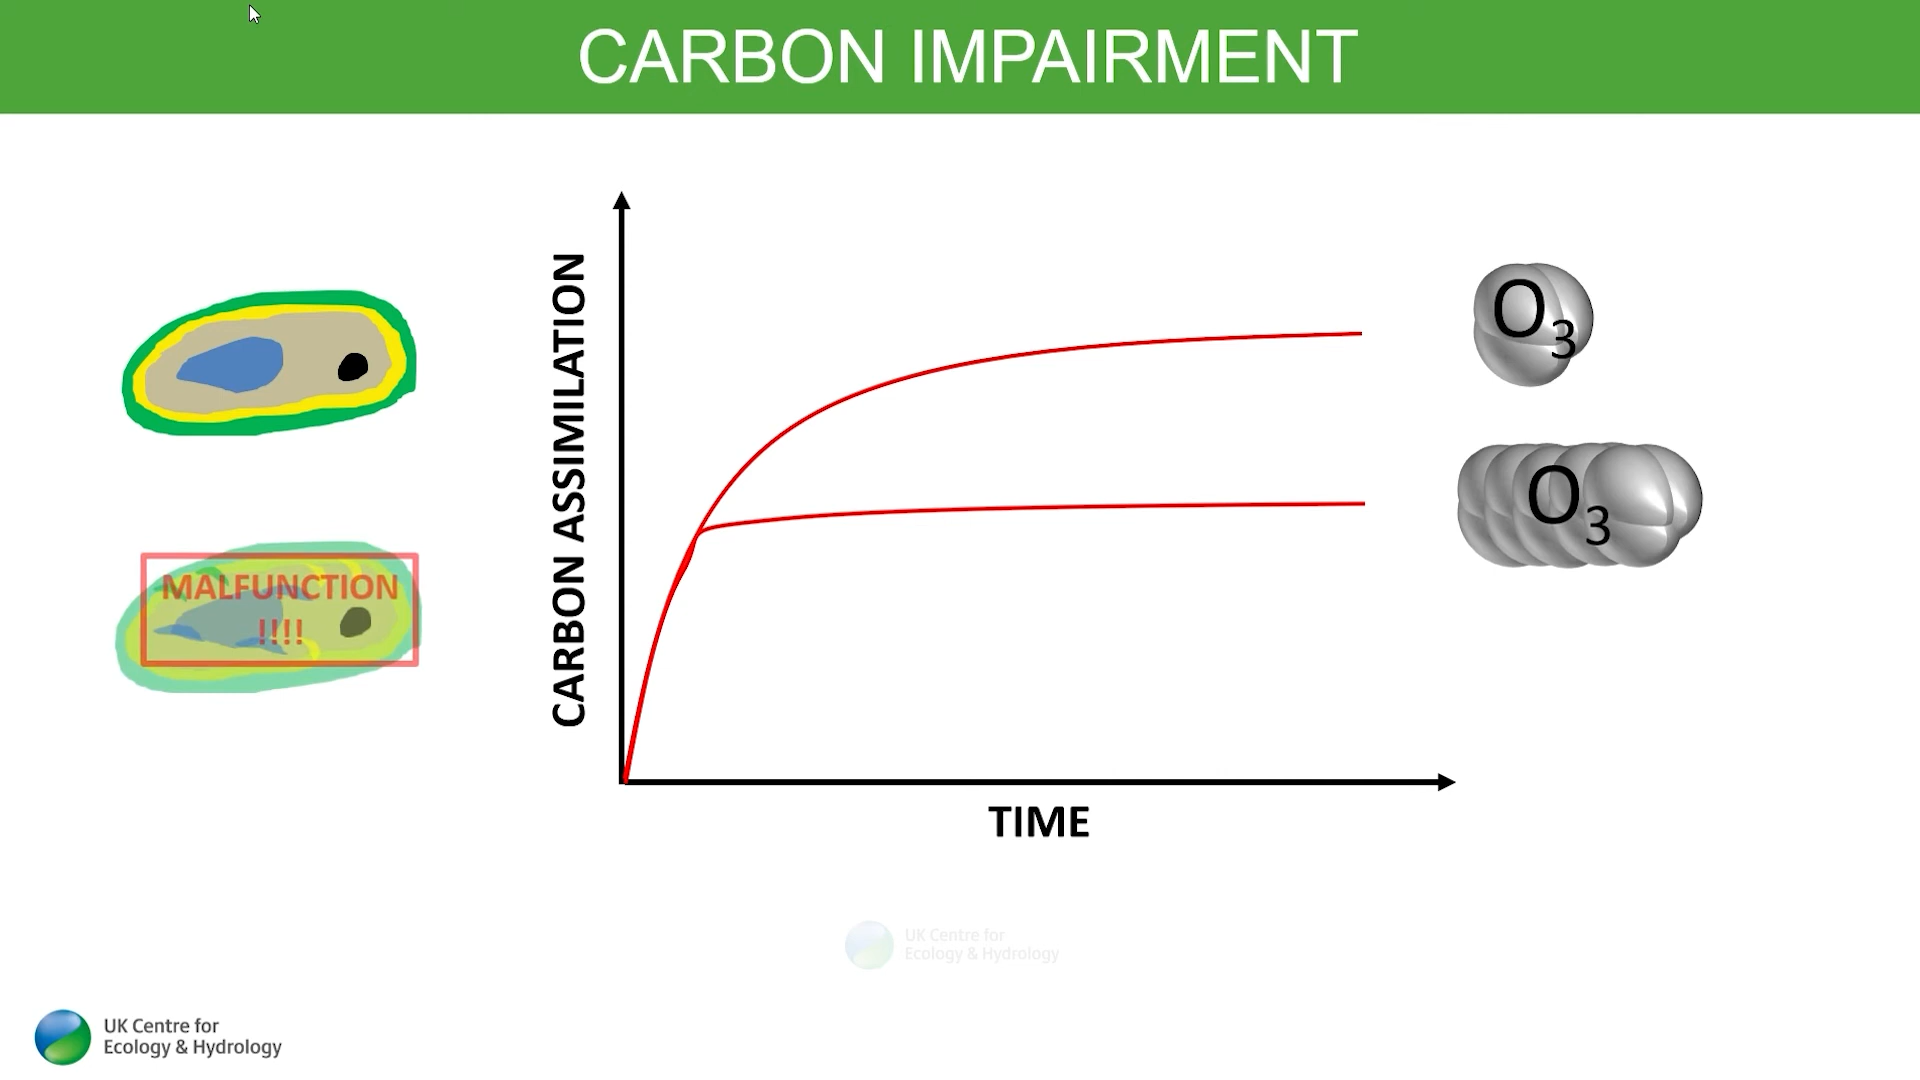 CARBON IMPAIRMENT
CARBON ASSIMILATION
O3
O3
MALFUNCTION
!!!!
TIME
UK Centre for
Ecology & Hydrology
UK Centre for
Ecology & Hydrology